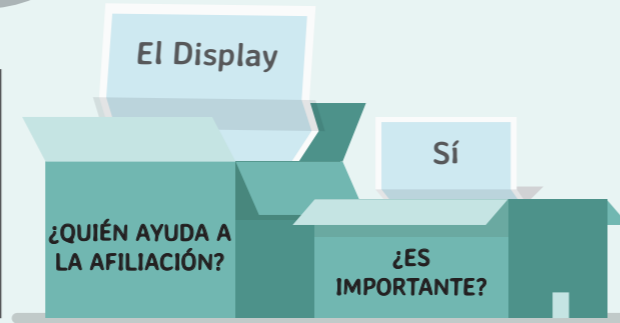 El Display
¿QUIÉN AYUDA A
LA AFILIACIÓN?
Sí
¿ES
IMPORTANTE?